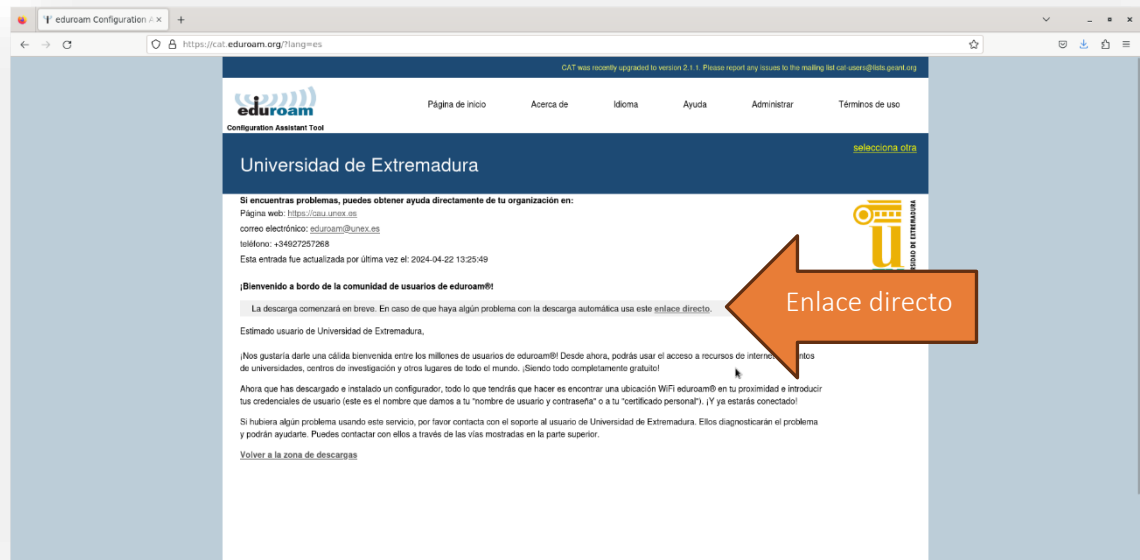 eduroam Configuration A
https://cat.eduroam.org/?lang=es
CAT was recently upgraded to version 2.1.1. Please report any issues to the mailing list cat-users@lists.geant.org
eduroam
Configuration Assistant Tool
Página de inicio Acerca de Idioma Ayuda Administrar Términos de uso
selecciona otra
Universidad de Extremadura
Si encuentras problemas, puedes obtener ayuda directamente de tu organización en:
Página web: https://cau.unex.es
correo electrónico: eduroam@unex.es
teléfono: +34927257268
Esta entrada fue actualizada por última vez el: 2024-04-22 13:25:49
DE EXTREMADURA
¡Bienvenido a bordo de la comunidad de usuarios de eduroam®!
La descarga comenzará en breve. En caso de que haya algún problema con la descarga automática usa este enlace directo.
Enlace directo
Estimado usuario de Universidad de Extremadura,
¡Nos gustaría darle una cálida bienvenida entre los millones de usuarios de eduroam®! Desde ahora, podrás usar el acceso a recursos de internet
de universidades, centros de investigación y otros lugares de todo el mundo. ¡Siendo todo completamente gratuito!
Ahora que has descargado e instalado un configurador, todo lo que tendrás que hacer es encontrar una ubicación WiFi eduroam® en tu proximidad e introducir
tus credenciales de usuario (este es el nombre que damos a tu "nombre de usuario y contraseña" o a tu "certificado personal"). ¡Y ya estarás conectado!
Si hubiera algún problema usando este servicio, por favor contacta con el soporte al usuario de Universidad de Extremadura. Ellos diagnosticarán el problema
y podrán ayudarte. Puedes contactar con ellos a través de las vías mostradas en la parte superior.
Volver a la zona de descargas